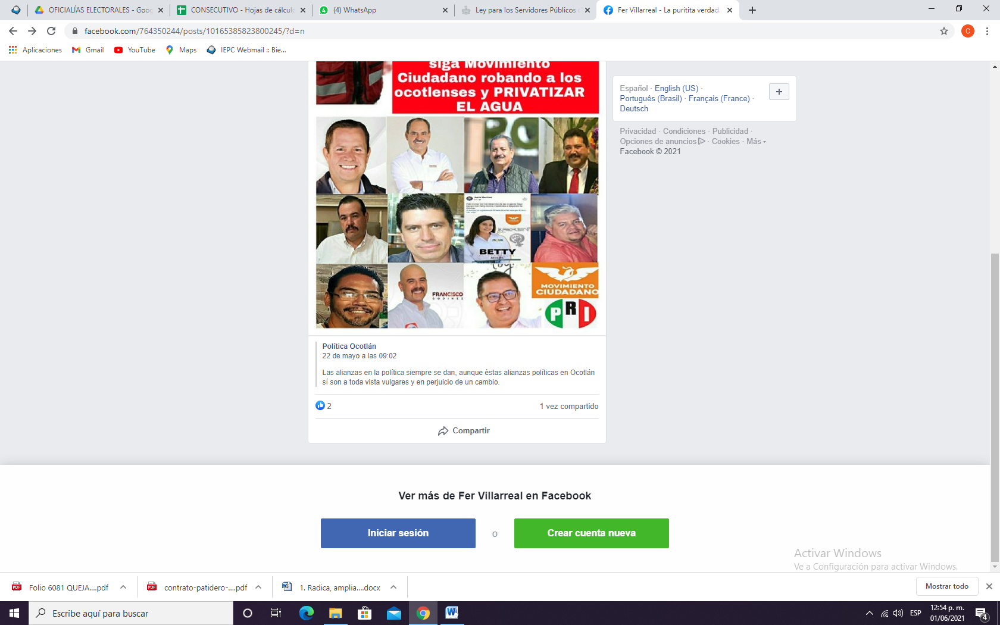 OFICIALÍAS ELECTORALES - Goog
CONSECUTIVO - Hojas de cálculo
(4) WhatsApp
Ley para los Servidores Públicos
Fer Villarreal - La puritita verdad.
facebook.com/764350244/posts/10165385823800245/?d=n
C
Aplicaciones
Gmail
YouTube
Maps
IEPC Webmail :: Bie...
siga Movimiento
Ciudadano robando a los
ocotlenses y PRIVATIZAR
EL AGUA
BETTY
FRANCISCO
GODINEZ
MOVIMIENTO
CIUDADANO
PRI
Política Ocotlán
22 de mayo a las 09:02
Las alianzas en la política siempre se dan, aunque éstas alianzas políticas en Ocotlán
sí son a toda vista vulgares y en perjuicio de un cambio.
2
1 vez compartido
Compartir
Español · English (US) ·
Português (Brasil) · Français (France) ·
Deutsch
Privacidad · Condiciones · Publicidad ·
Opciones de anuncios · Cookies · Más
Facebook © 2021
Ver más de Fer Villarreal en Facebook
Iniciar sesión
o
Crear cuenta nueva
Activar Windows
Ve a Configuración para activar Windows.
Folio 6081 QUEJA....pdf
contrato-patidero-....pdf
1. Radica, amplia....docx
Mostrar todo
Escribe aquí para buscar
ESP
12:54 p. m.
01/06/2021
4